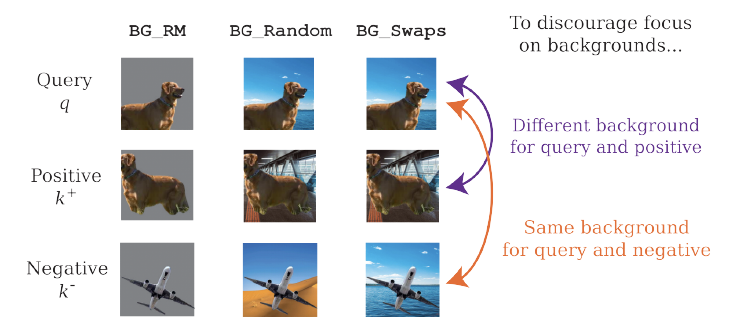 BG_RM BG_Random BG_Swaps
To discourage focus
on backgrounds...
Query
q
Different background
for query and positive
Positive
k+
Same background
for query and negative
Negative
k-